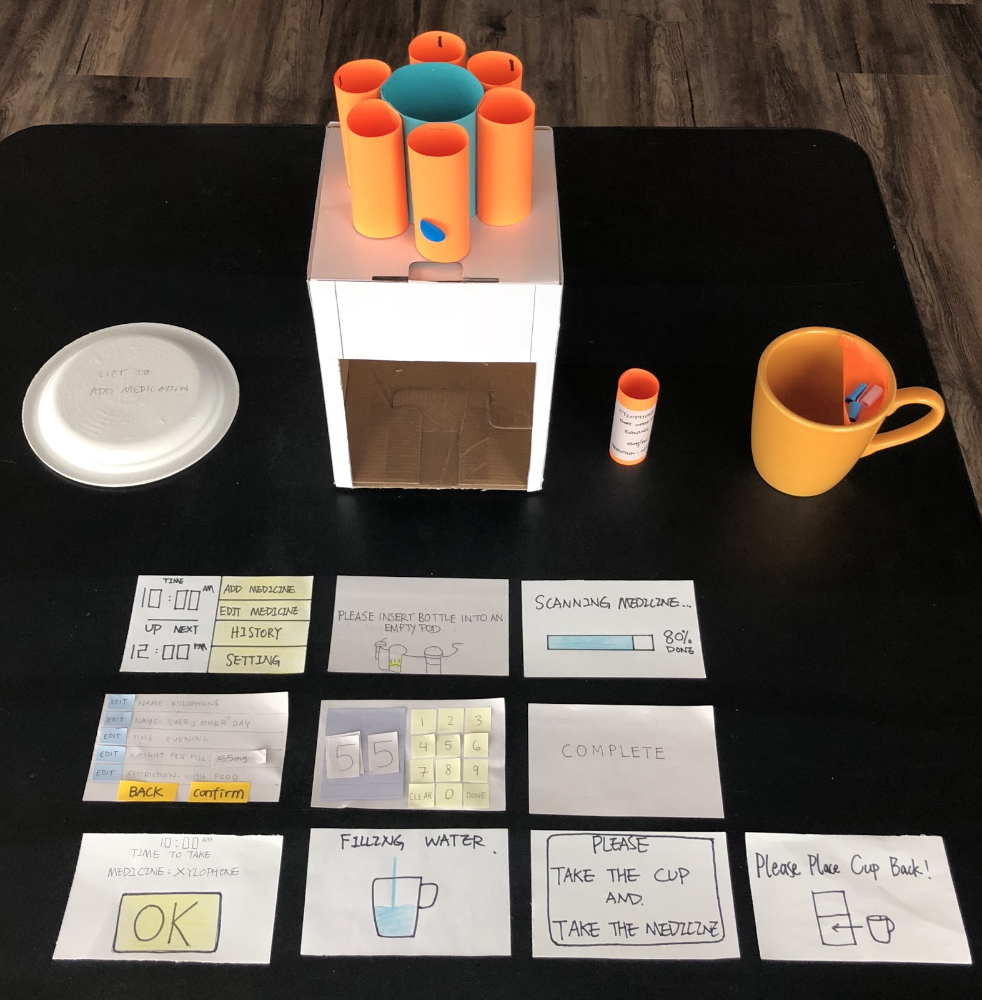 LIFT TO
ADD MEDICATION
XYLOPHONE
EVERY OTHER
EVENING
55mg/
TIME
10:00 AM
UP NEXT
12:00 PM
ADD MEDICINE
EDIT MEDICINE
HISTORY
SETTING
PLEASE INSERT BOTTLE INTO AN
EMPTY POD
SCANNING MEDICINE...
80%
DONE
EDIT NAME: XYLOPHONE
EDIT DAYS: EVERY OTHER DAY
EDIT TIME EVENING
EDIT WEIGHT PER PILL: 55mg
EDIT RESTRICTION: WITH FOOD
BACK confirm
55
1 2 3
4 5 6
7 8 9
CLEAR 0 DONE
COMPLETE
10:00 AM
TIME TO TAKE
MEDICINE: XYLOPHONE
OK
FILLING WATER.
PLEASE
TAKE THE CUP
AND.
TAKE THE MEDICINE
Please Place Cup Back!